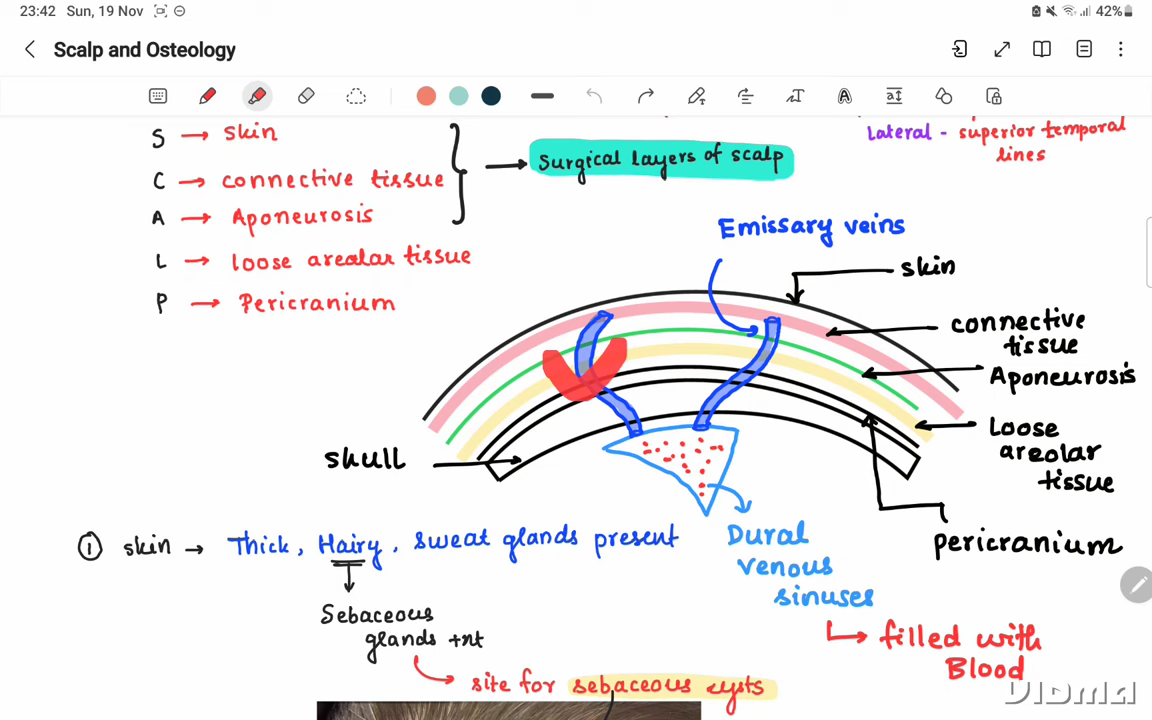 23:42 Sun, 19 Nov
42%
Scalp and Osteology
S → skin
C → connective tissue
A → Aponeurosis
L → loose areolar tissue
P → Pericranium
→ Surgical layers of scalp
Lateral - superior temporal
lines
Emissary veins
skin
connective
tissue
Aponeurosis
Loose
areolar
tissue
pericranium
skull
Dural
venous
sinuses
filled with
Blood
① skin → Thick, Hairy, sweat glands present
Sebaceous
glands +nt
site for sebaceous cysts